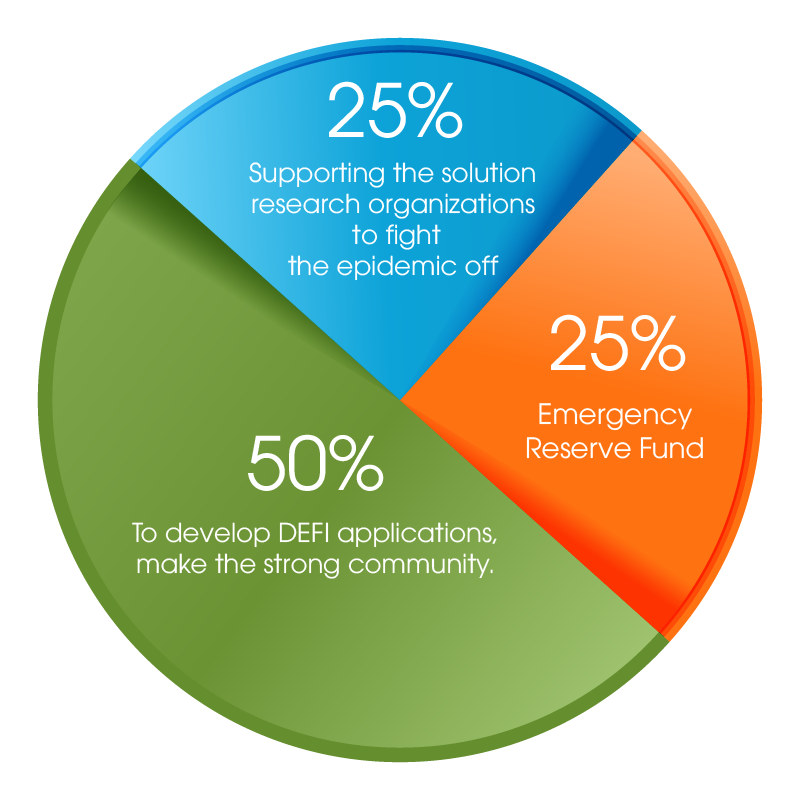 25%
Supporting the solution
research organizations
to fight
the epidemic off
25%
Emergency
Reserve Fund
50%
To develop DEFI applications,
make the strong community.